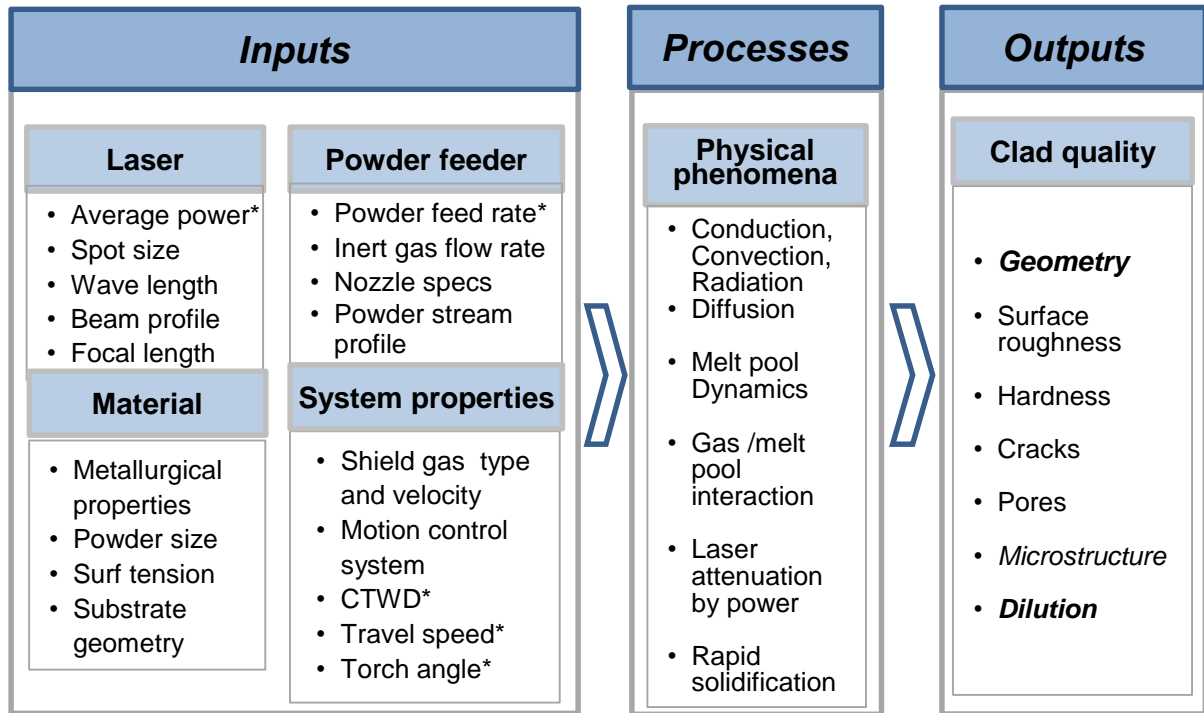 Inputs
Laser
• Average power*
• Spot size
• Wave length
• Beam profile
• Focal length
Material
• Metallurgical
properties
• Powder size
• Surf tension
• Substrate
geometry
Powder feeder
• Powder feed rate*
• Inert gas flow rate
• Nozzle specs
• Powder stream
profile
System properties
• Shield gas type
and velocity
• Motion control
system
• CTWD*
• Travel speed*
• Torch angle*
Processes
Physical
phenomena
• Conduction,
Convection,
Radiation
• Diffusion
• Melt pool
Dynamics
• Gas /melt
pool
interaction
• Laser
attenuation
by power
• Rapid
solidification
Outputs
Clad quality
• Geometry
• Surface
roughness
• Hardness
• Cracks
• Pores
• Microstructure
• Dilution